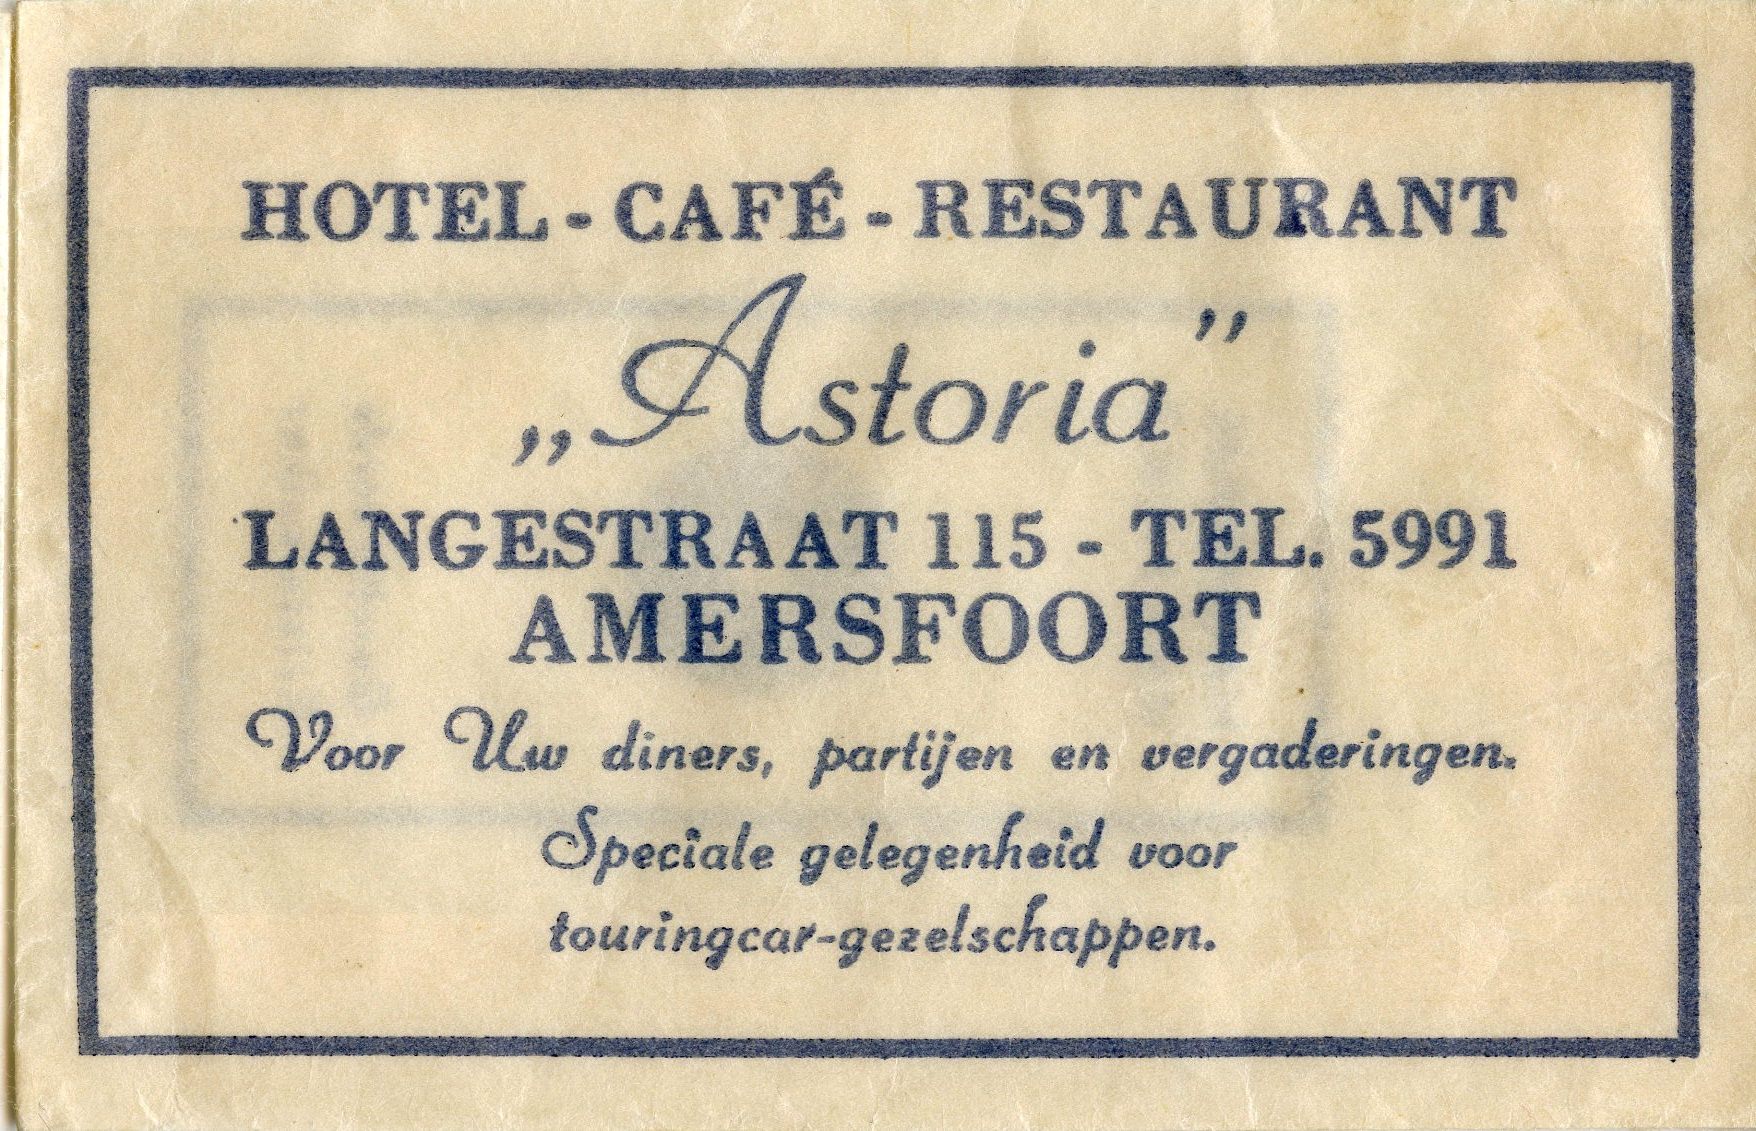 HOTEL - CAFÉ - RESTAURANT
„Astoria”
LANGESTRAAT 115 - TEL. 5991
AMERSFOORT
Voor Uw diners, partijen en vergaderingen.
Speciale gelegenheid voor
touringcar-gezelschappen.